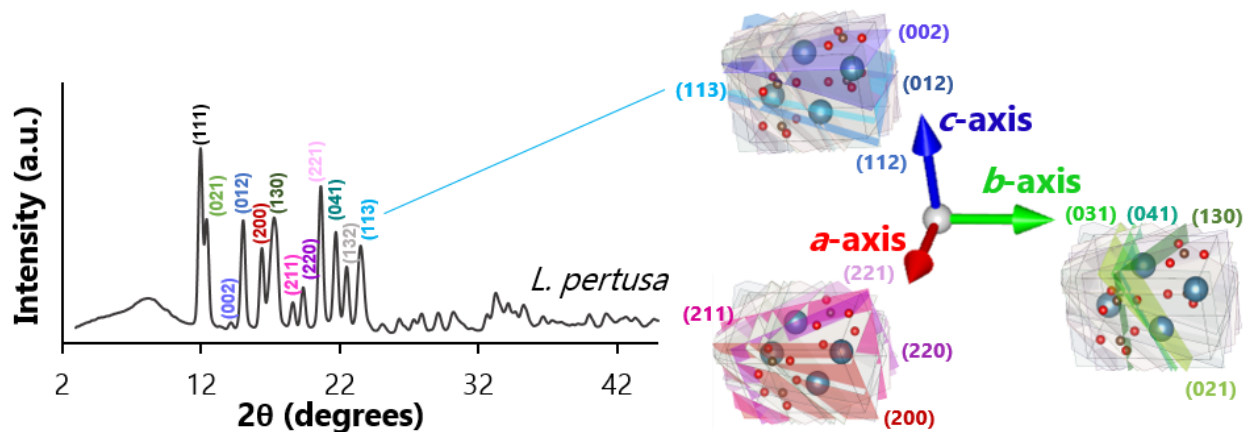 Intensity (a.u.)
(111)
(021)
(002)
(012)
(200)
(130)
(211)
(220)
(221)
(041)
(132)
(113)
L. pertusa
2 12 22 32 42
2θ (degrees)
(002)
(113)
(012)
(112)
c-axis
b-axis
a-axis
(031) (041) (130)
(021)
(221)
(211)
(220)
(200)